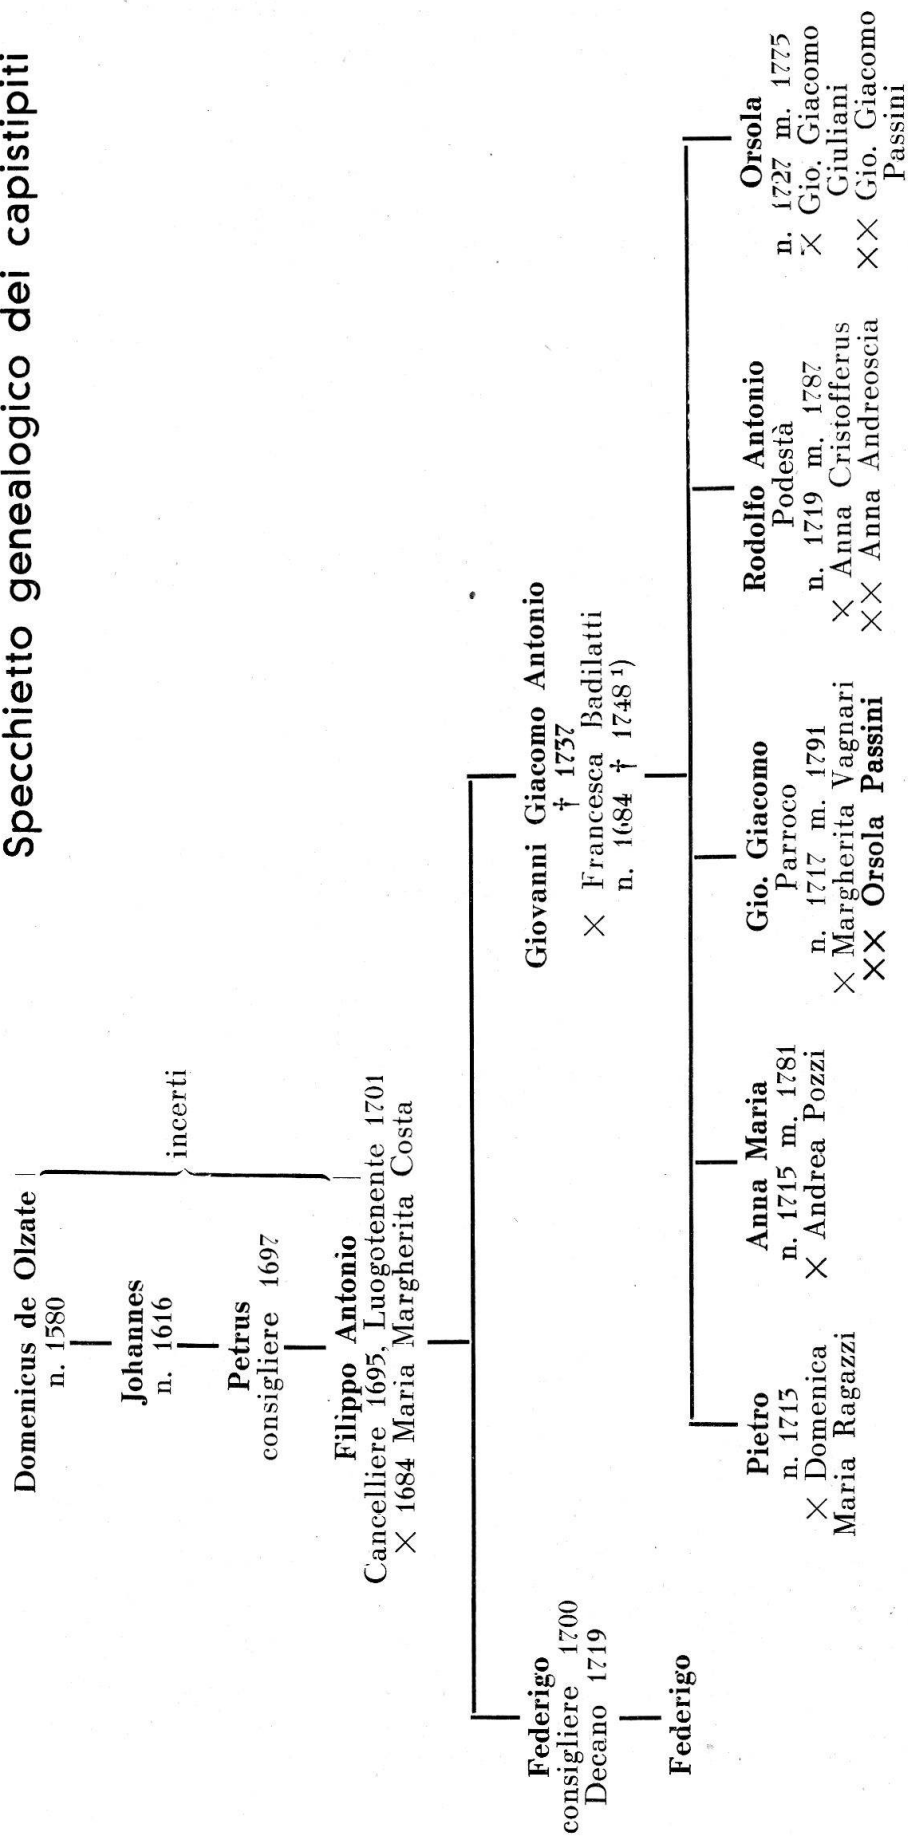 Specchietto genealogico dei capistipiti
Domenicus de Olzate
n. 1580
Johannes
n. 1616
Petrus
consigliere 1697
incerti
Filippo Antonio
Cancelliere 1695, Luogotenente 1701
× 1684 Maria Margherita Costa
Federigo
consigliere 1700
Decano 1719
Federigo
Giovanni Giacomo Antonio
† 1737
× Francesca Badilatti
n. 1684 † 1748 ¹)
Pietro
n. 1713
× Domenica
Maria Ragazzi
Anna Maria
n. 1715 m. 1781
× Andrea Pozzi
Gio. Giacomo
Parroco
n. 1717 m. 1791
× Margherita Vagnari
×× Orsola Passini
Rodolfo Antonio
Podestà
n. 1719 m. 1787
× Anna Cristofferus
×× Anna Andreoscia
Orsola
n. 1727 m. 1775
× Gio. Giacomo
Giuliani
×× Gio. Giacomo
Passini